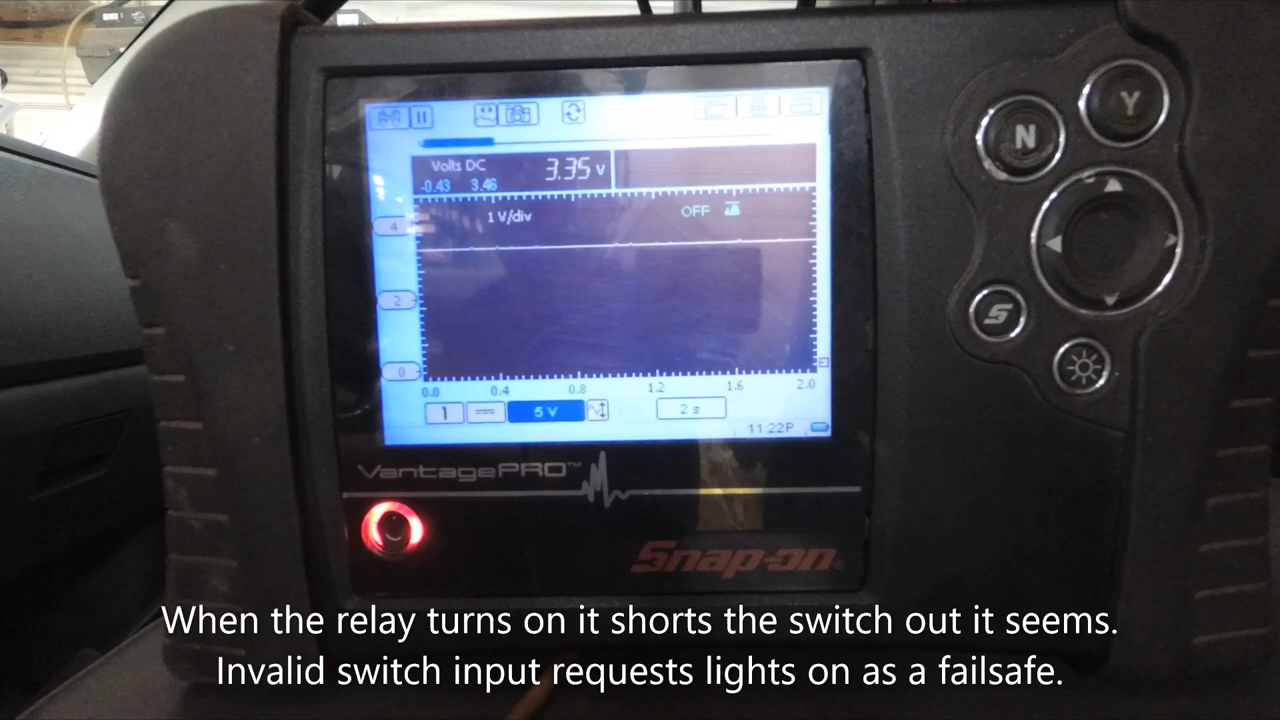 Volts DC 3.35 v
-0.43 3.46
1 V/div OFF
4
2
0
0.0 0.4 0.8 1.2 1.6 2.0
1 5 V 2 s
11:22P
N
Y
S
VantagePRO™
Snap-on
When the relay turns on it shorts the switch out it seems.
Invalid switch input requests lights on as a failsafe.